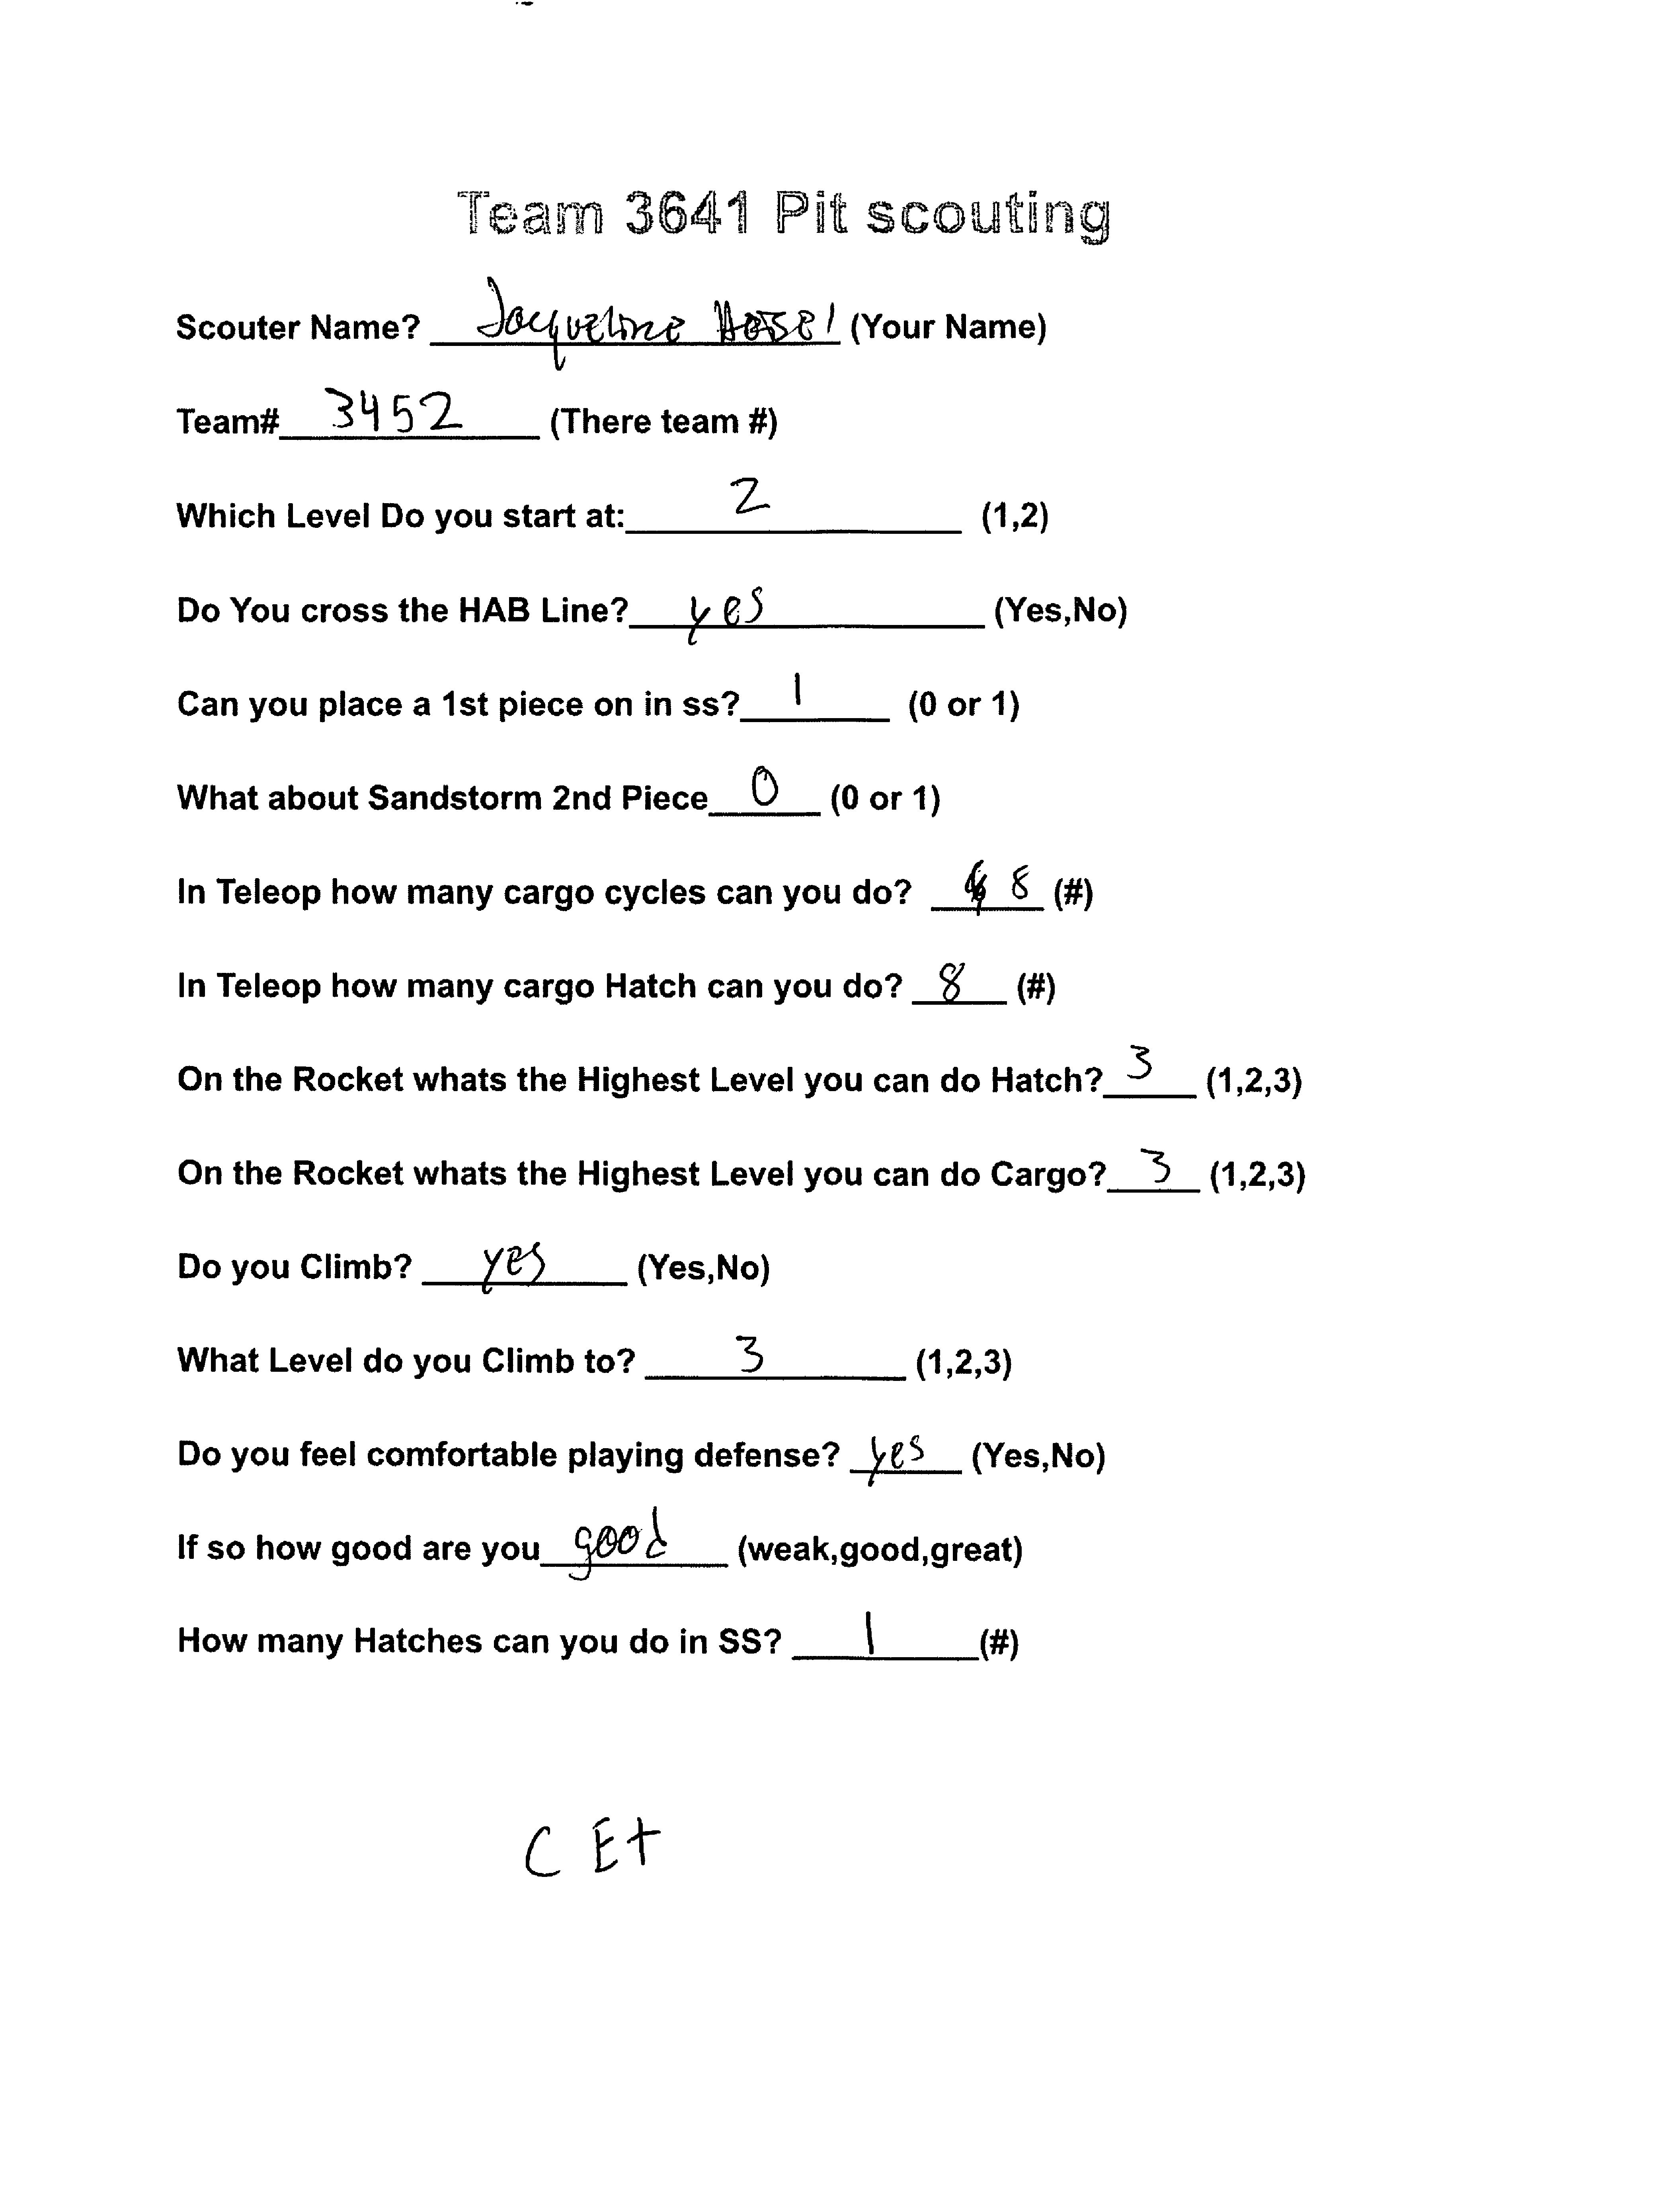 Team 3641 Pit scouting
Scouter Name? Jacqueline (Your Name)
Team# 3452 (There team #)
Which Level Do you start at: 2 (1,2)
Do You cross the HAB Line? yes (Yes,No)
Can you place a 1st piece on in ss? 1 (0 or 1)
What about Sandstorm 2nd Piece 0 (0 or 1)
In Teleop how many cargo cycles can you do? 8 (#)
In Teleop how many cargo Hatch can you do? 8 (#)
On the Rocket whats the Highest Level you can do Hatch? 3 (1,2,3)
On the Rocket whats the Highest Level you can do Cargo? 3 (1,2,3)
Do you Climb? yes (Yes,No)
What Level do you Climb to? 3 (1,2,3)
Do you feel comfortable playing defense? yes (Yes,No)
If so how good are you good (weak,good,great)
How many Hatches can you do in SS? 1 (#)
C E+